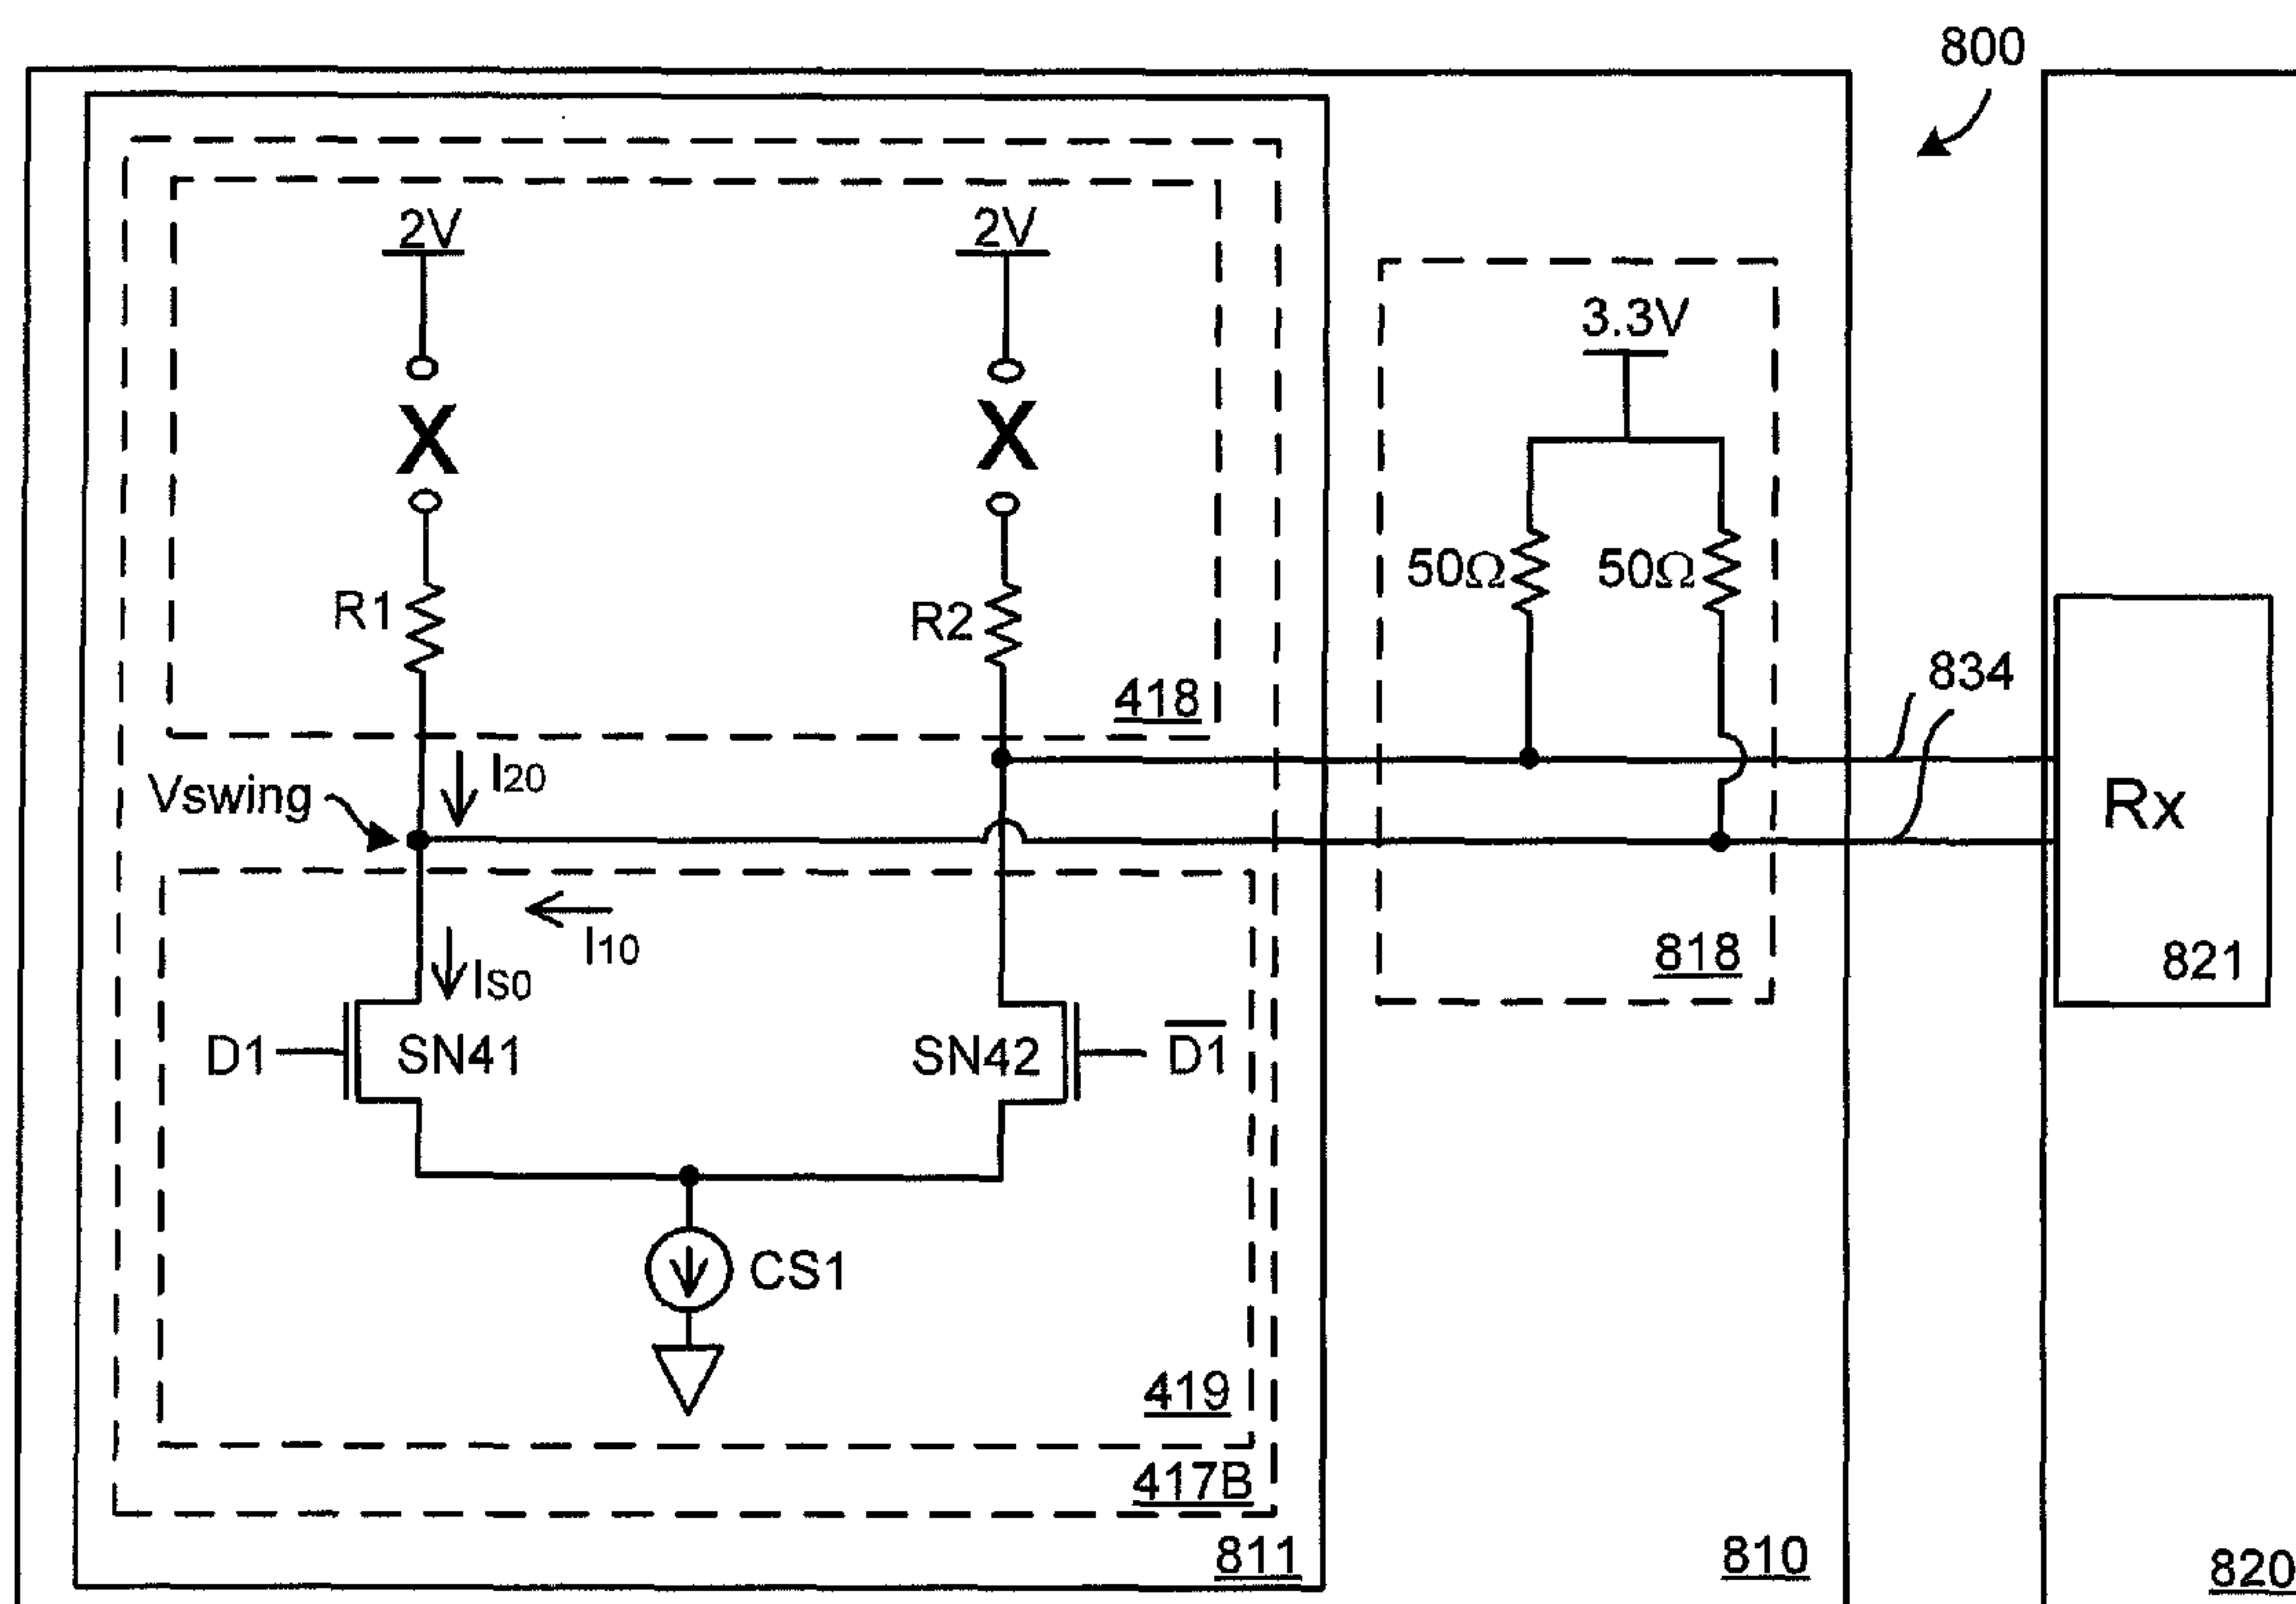 800
2V
2V
3.3V
X
X
50Ω
50Ω
R1
R2
418
834
I20
Vswing
Rx
I10
818
821
IS0
D1
SN41
SN42
D1
CS1
419
417B
811
810
820